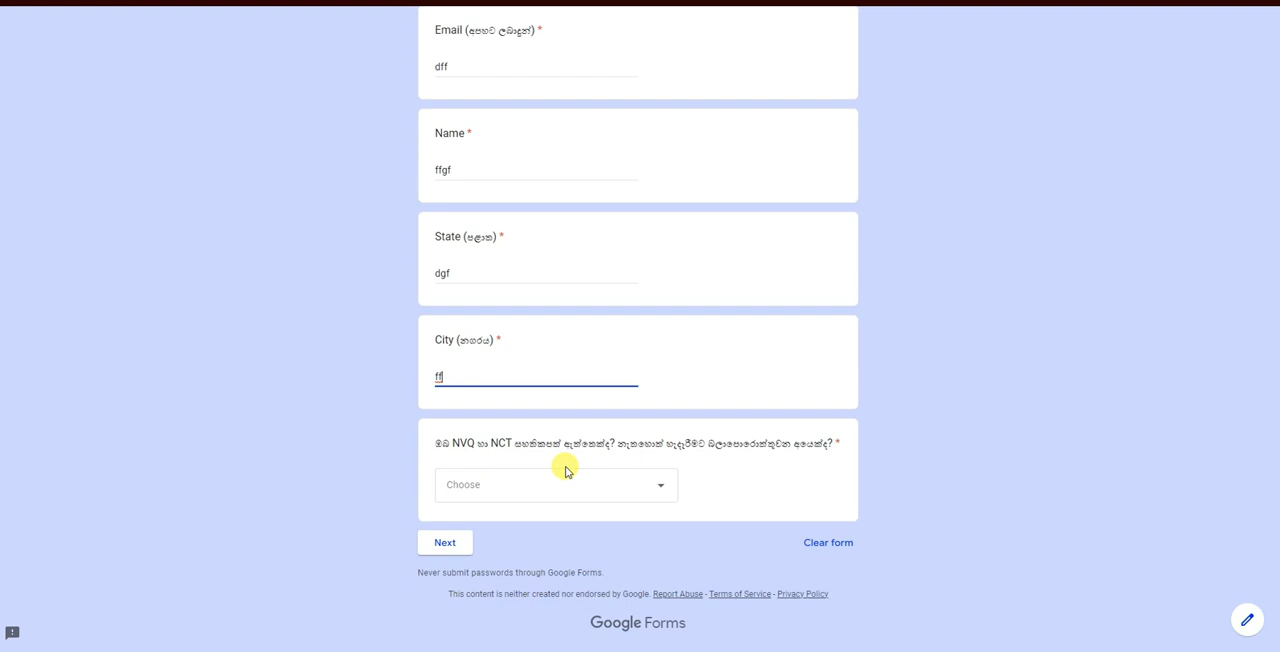 Email (අපහට ලබාදුන්) *
dff
Name *
ffgf
State (පළාත) *
dgf
City (නගරය) *
ff
ඔබ NVQ හා NCT සහතිකපත් ඇත්තෙක්ද? නැතහොත් හැදෑරීමට බලාපොරොත්තුවන අයෙක්ද? *
Choose
Next Clear form
Never submit passwords through Google Forms.
This content is neither created nor endorsed by Google. Report Abuse - Terms of Service - Privacy Policy
Google Forms